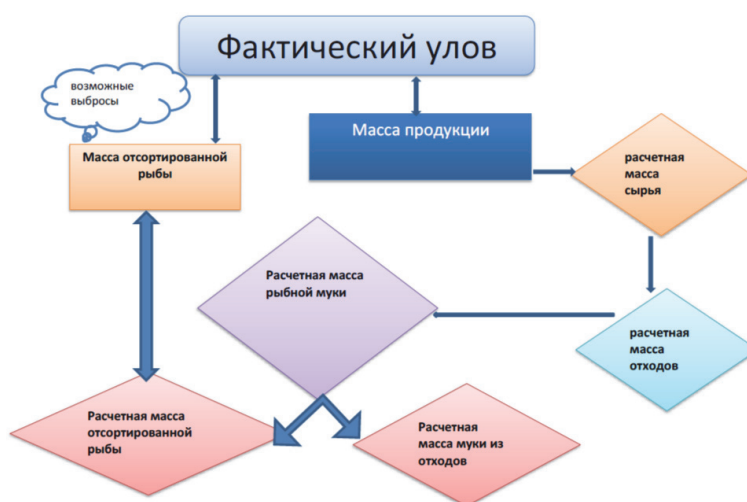 Фактический улов
возможные
выбросы
Масса продукции
Масса отсортированной
рыбы
расчетная
масса
сырья
Расчетная масса
рыбной муки
расчетная
масса
отходов
Расчетная масса
отсортированной
рыбы
Расчетная
масса муки из
отходов